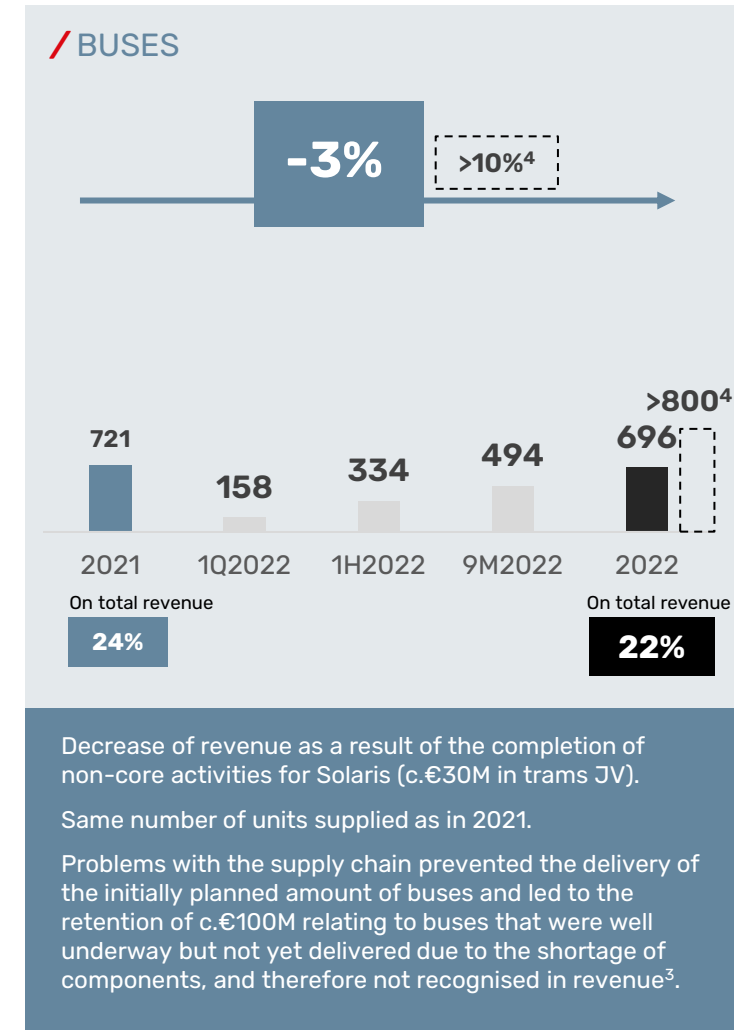 / BUSES
-3%
>10%⁴
>800⁴
721
158
334
494
696
2021
1Q2022
1H2022
9M2022
2022
On total revenue
On total revenue
24%
22%
Decrease of revenue as a result of the completion of
non-core activities for Solaris (c.€30M in trams JV).
Same number of units supplied as in 2021.
Problems with the supply chain prevented the delivery of
the initially planned amount of buses and led to the
retention of c.€100M relating to buses that were well
underway but not yet delivered due to the shortage of
components, and therefore not recognised in revenue³.